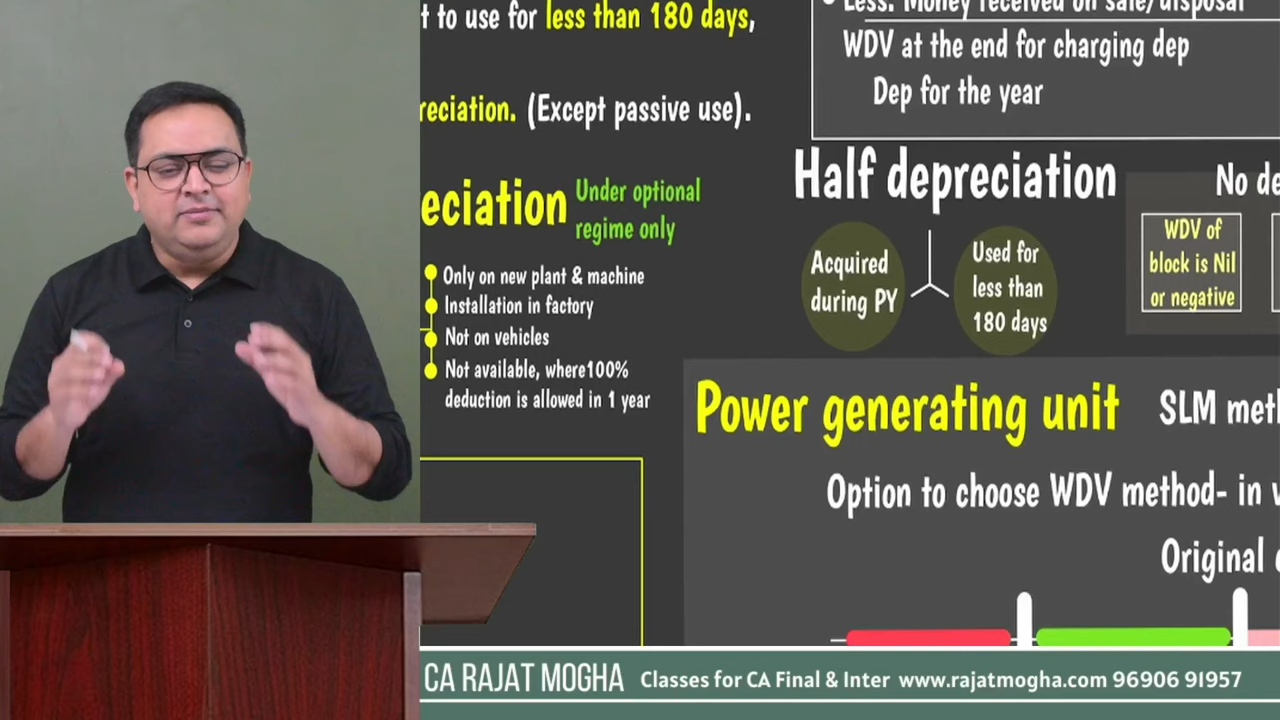 t to use for less than 180 days,
reciation. (Except passive use).
eciation Under optional
regime only
Only on new plant & machine
Installation in factory
Not on vehicles
Not available, where100%
deduction is allowed in 1 year
Less: Money received on sale/disposal
WDV at the end for charging dep
Dep for the year
Half depreciation
Acquired
during PY
Used for
less than
180 days
No de
WDV of
block is Nil
or negative
Power generating unit SLM met
Option to choose WDV method- in
Original
CA RAJAT MOGHA Classes for CA Final & Inter www.rajatmogha.com 96906 91957